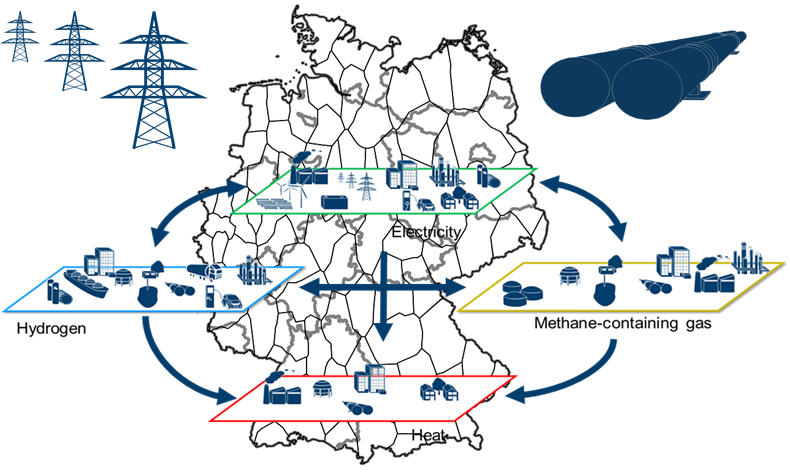 Electricity
Hydrogen
Methane-containing gas
Heat